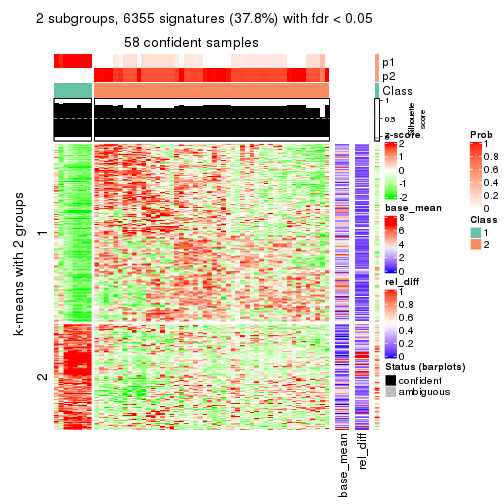 2 subgroups, 6355 signatures (37.8%) with fdr < 0.05
58 confident samples
p1
p2
Class
1
0.5
0
Silhouette
score
k-means with 2 groups
1
2
base_mean
rel_diff
z-score
2
1
0
-1
-2
base_mean
8
6
4
2
0
rel_diff
1
0.8
0.6
0.4
0.2
0
Status (barplots)
confident
ambiguous
Prob
1
0.8
0.6
0.4
0.2
0
Class
1
2